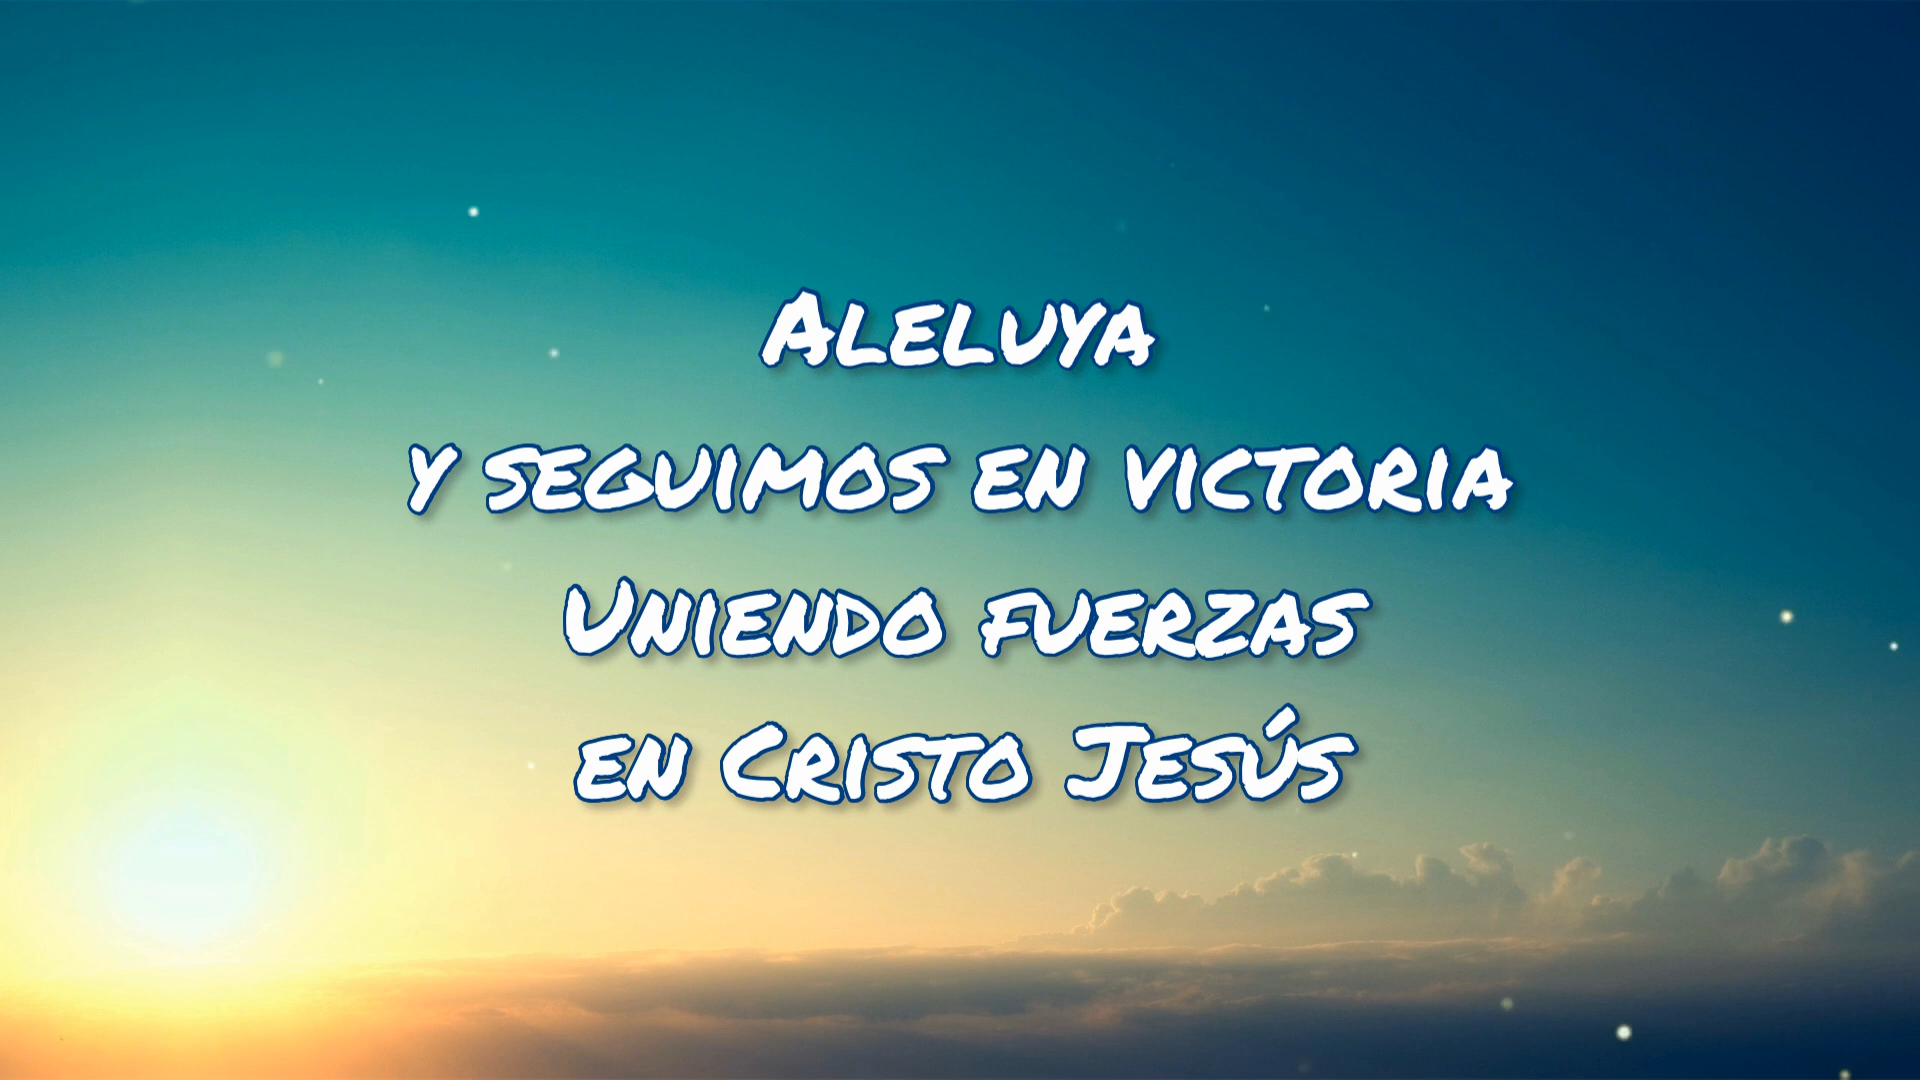 Aleluya
y seguimos en victoria
Uniendo fuerzas
en Cristo Jesús